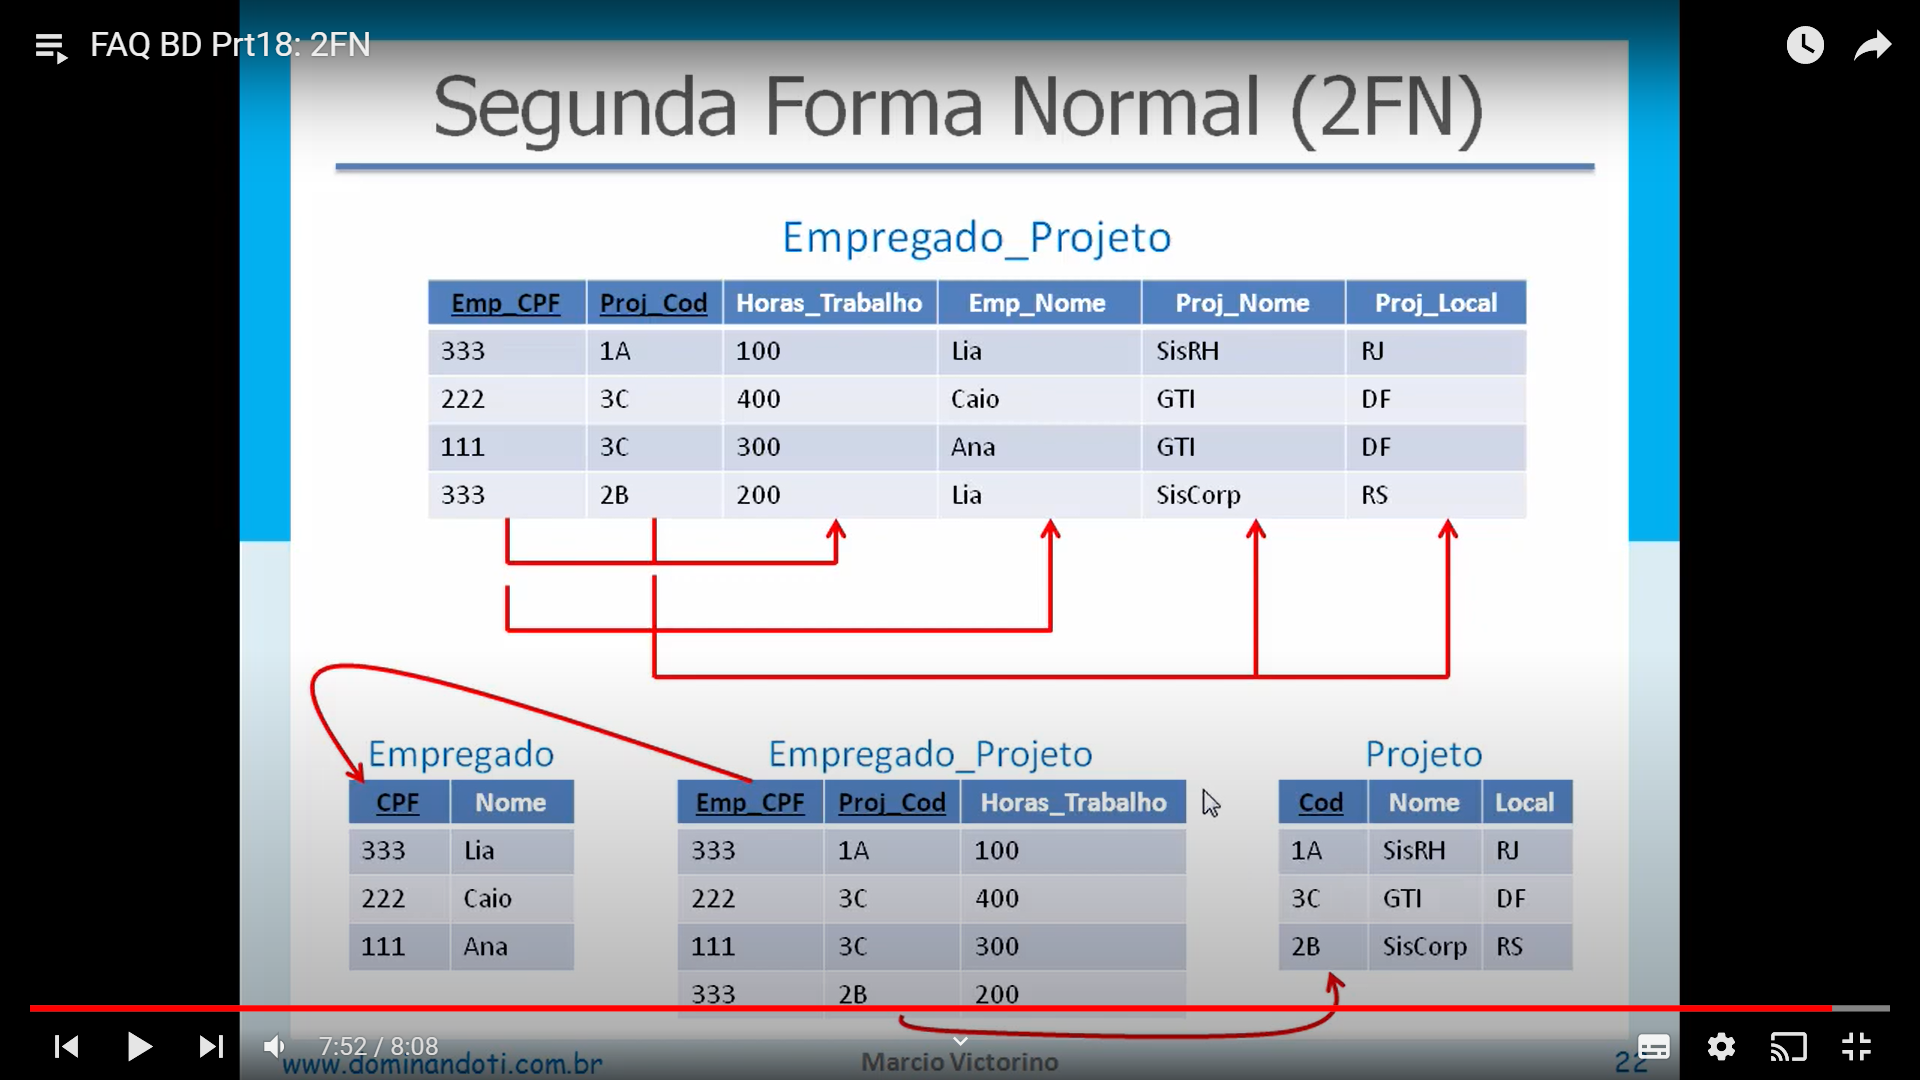 FAQ BD Prt18: 2FN
Segunda Forma Normal (2FN)
Empregado_Projeto
Emp_CPF Proj_Cod Horas_Trabalho Emp_Nome Proj_Nome Proj_Local
333 1A 100 Lia SisRH RJ
222 3C 400 Caio GTI DF
111 3C 300 Ana GTI DF
333 2B 200 Lia SisCorp RS
Empregado
CPF Nome
333 Lia
222 Caio
111 Ana
Empregado_Projeto
Emp_CPF Proj_Cod Horas_Trabalho
333 1A 100
222 3C 400
111 3C 300
333 2B 200
Projeto
Cod Nome Local
1A SisRH RJ
3C GTI DF
2B SisCorp RS
7:52 / 8:08
www.dominandoti.com.br
Marcio Victorino
22